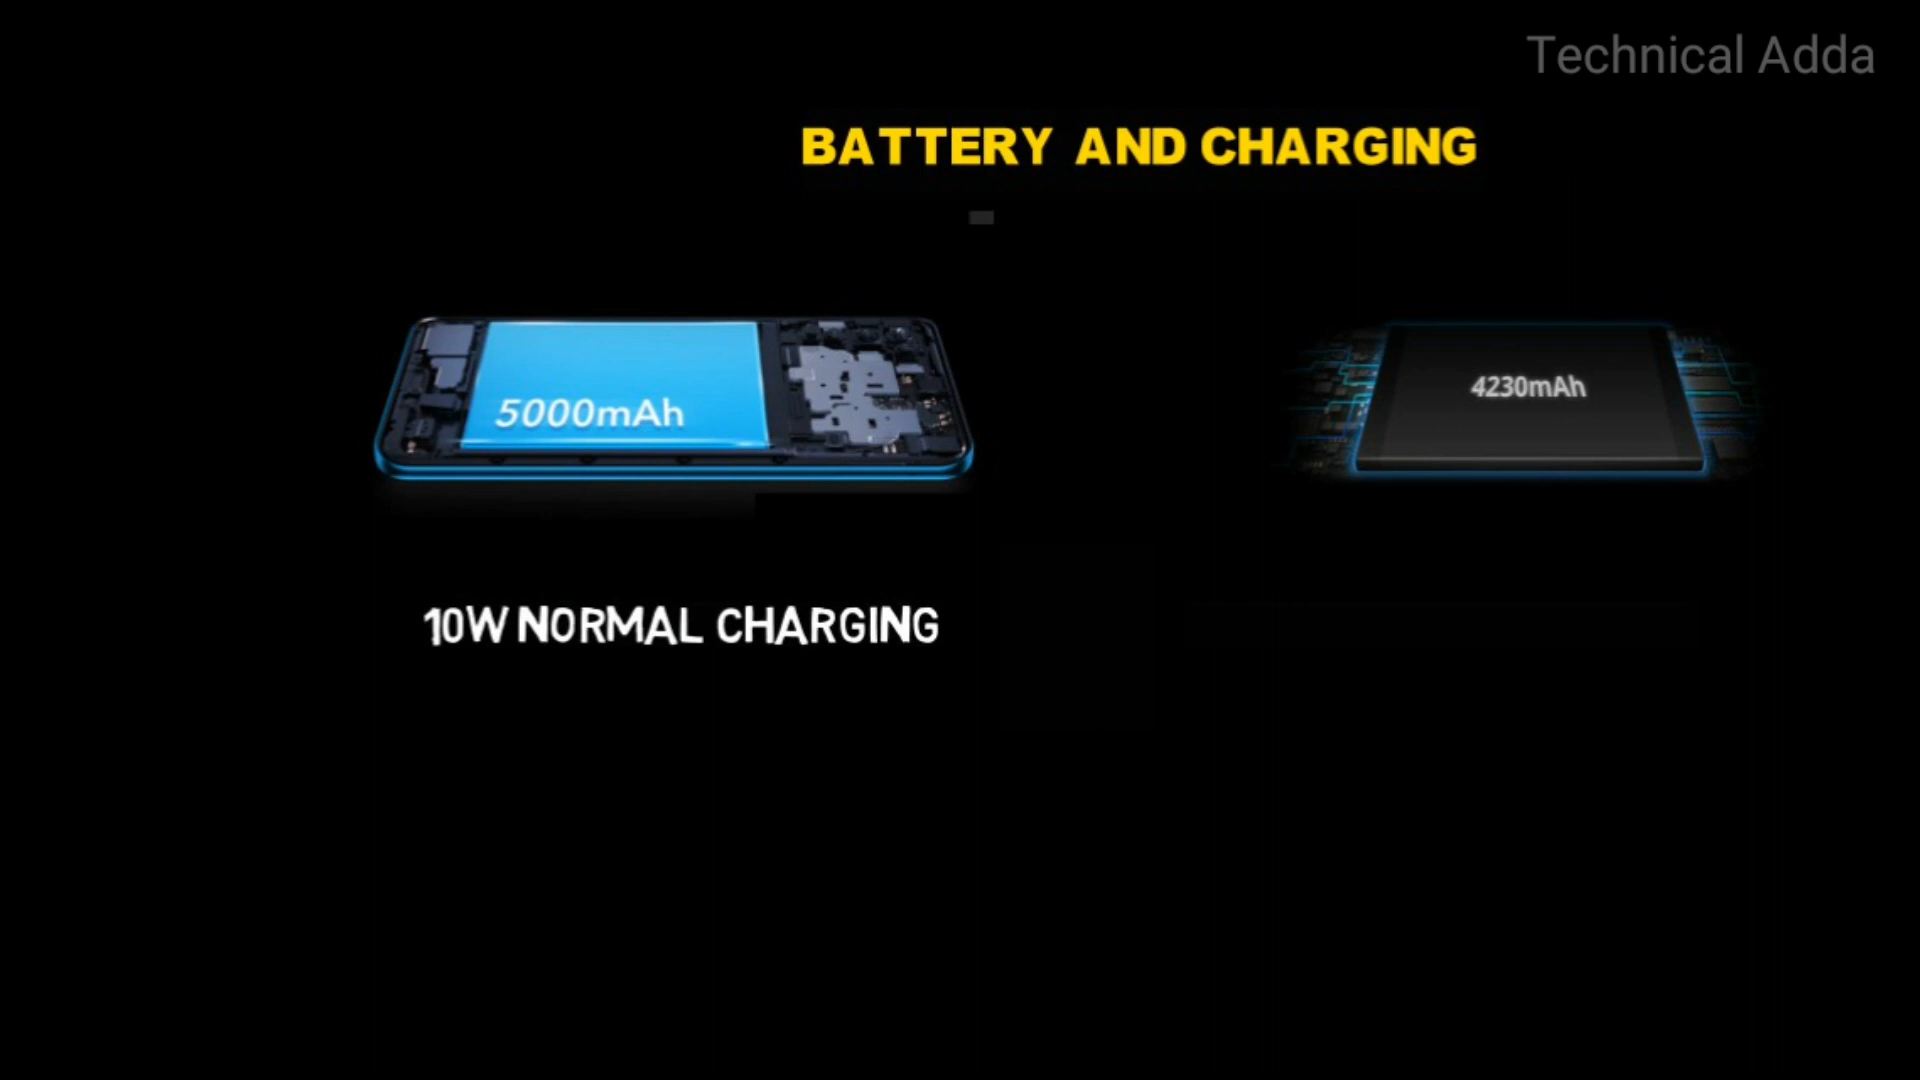 Technical Adda
BATTERY AND CHARGING
5000mAh
4230mAh
10W NORMAL CHARGING